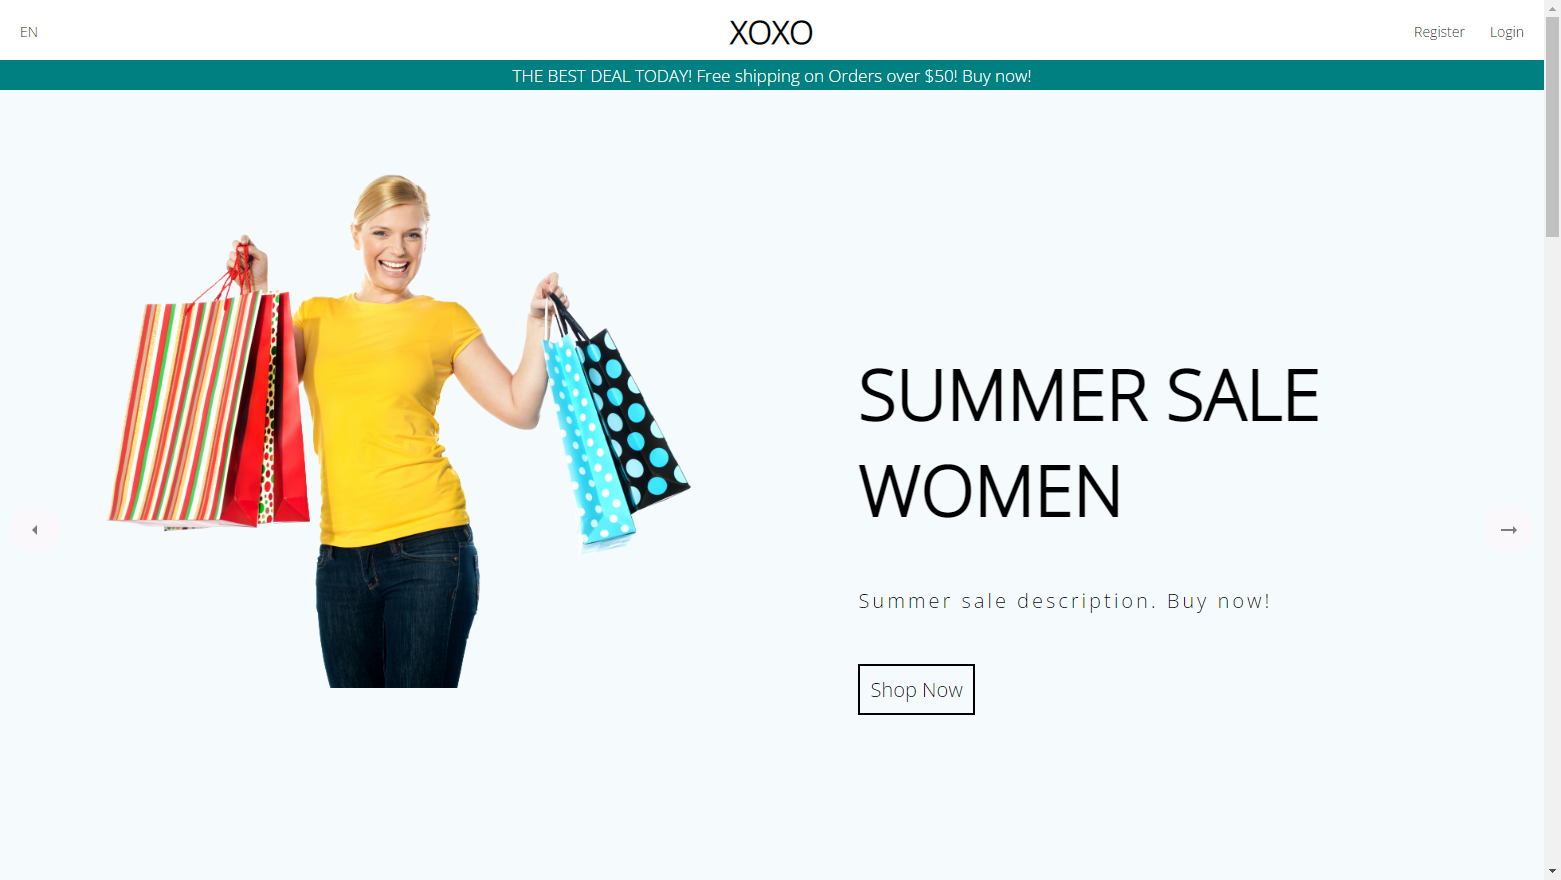 EN
XOXO
Register
Login
THE BEST DEAL TODAY! Free shipping on Orders over $50! Buy now!
SUMMER SALE
WOMEN
Summer sale description. Buy now!
Shop Now